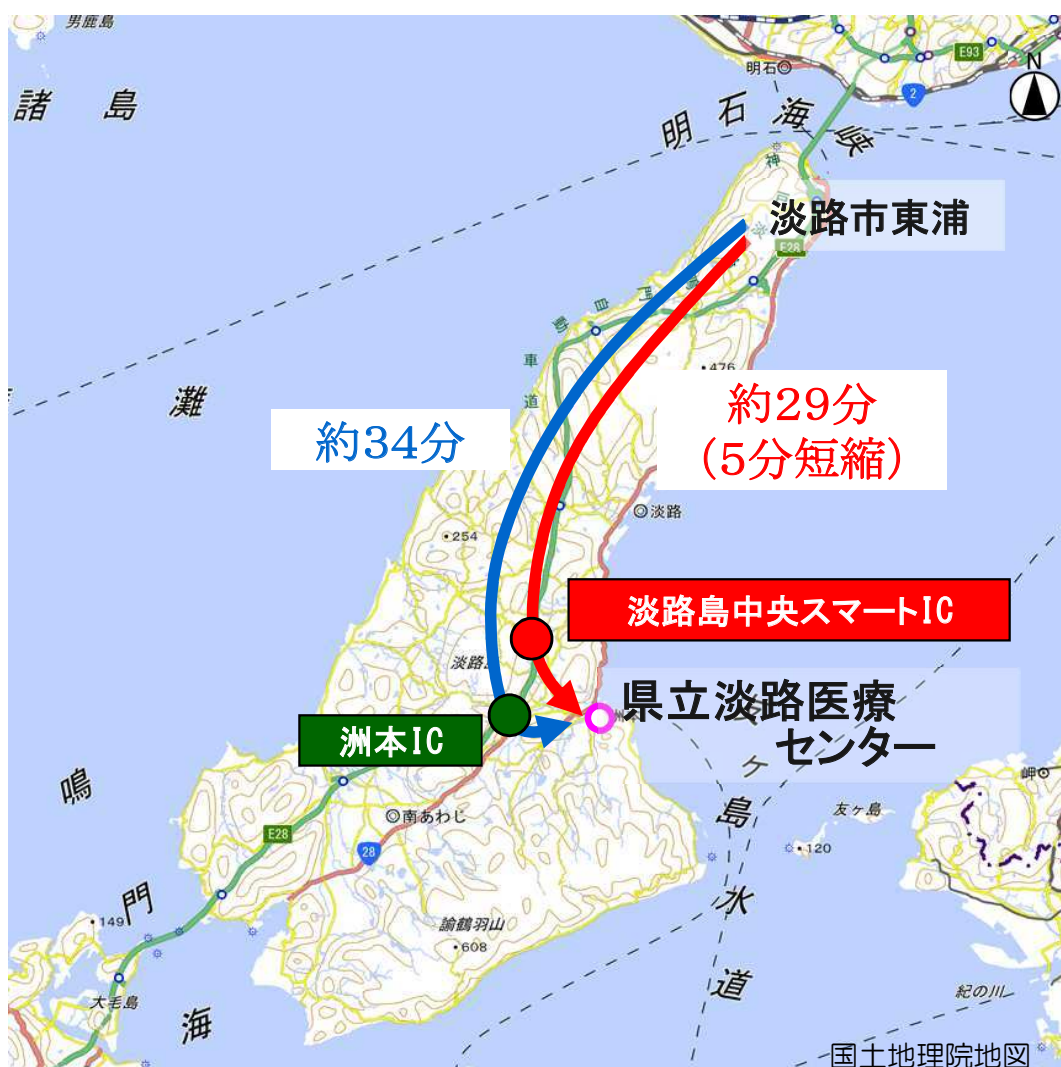 男鹿島
諸島
明石
E93
N
2
明石海峡
神
淡路市東浦
E28
鳴
門
自
動
車
道
476
灘
約34分
約29分
(5分短縮)
淡路
254
淡路島中央スマートIC
淡路
県立淡路医療
センター
洲本IC
ヶ
島
水
道
鳴
門
海
南あわじ
E28
28
友ヶ島
120
岬
149
諭鶴羽山
608
大毛島
紀の川
国土地理院地図